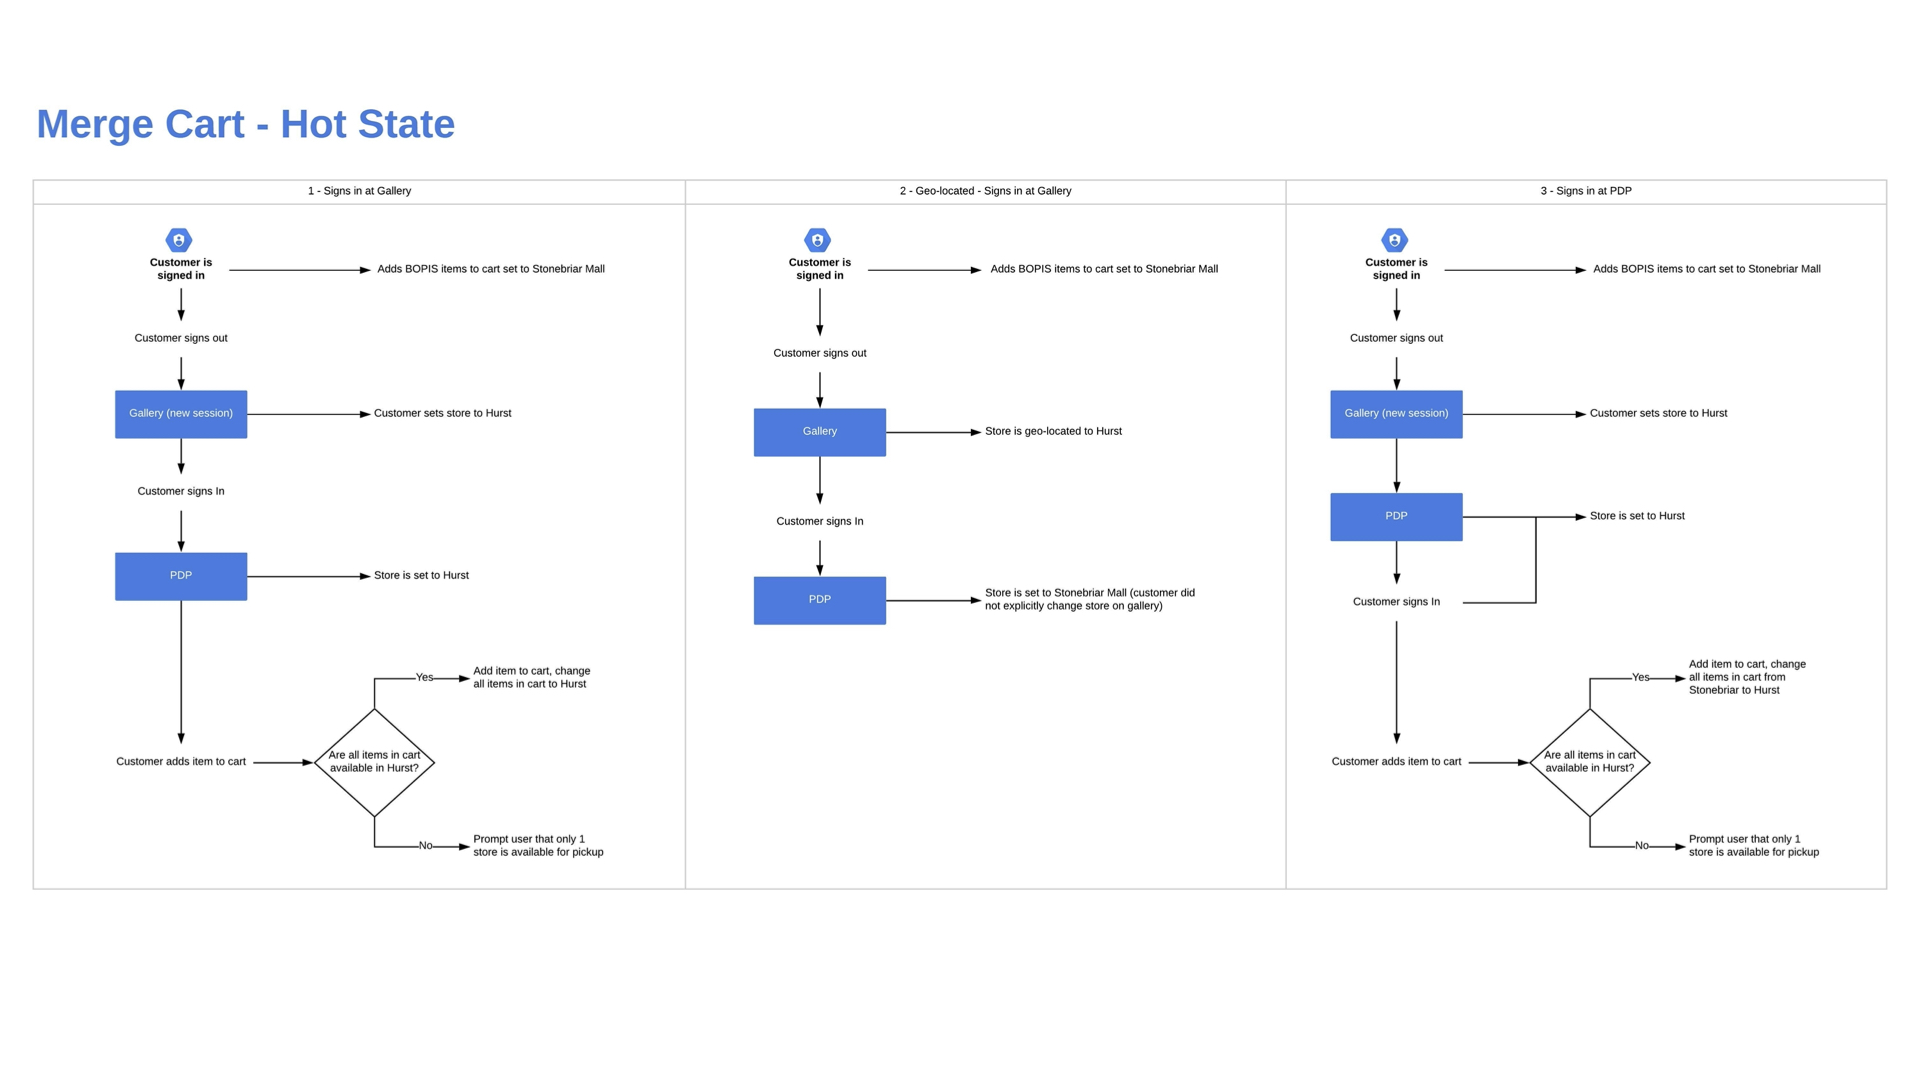 Merge Cart - Hot State
1 - Signs in at Gallery
Customer is
signed in
Adds BOPIS items to cart set to Stonebriar Mall
Customer signs out
Gallery (new session)
Customer sets store to Hurst
Customer signs In
PDP
Store is set to Hurst
Customer adds item to cart
Are all items in cart
available in Hurst?
Yes
Add item to cart, change
all items in cart to Hurst
No
Prompt user that only 1
store is available for pickup
2 - Geo-located - Signs in at Gallery
Customer is
signed in
Adds BOPIS items to cart set to Stonebriar Mall
Customer signs out
Gallery
Store is geo-located to Hurst
Customer signs In
PDP
Store is set to Stonebriar Mall (customer did
not explicitly change store on gallery)
3 - Signs in at PDP
Customer is
signed in
Adds BOPIS items to cart set to Stonebriar Mall
Customer signs out
Gallery (new session)
Customer sets store to Hurst
PDP
Store is set to Hurst
Customer signs In
Customer adds item to cart
Are all items in cart
available in Hurst?
Yes
Add item to cart, change
all items in cart from
Stonebriar to Hurst
No
Prompt user that only 1
store is available for pickup